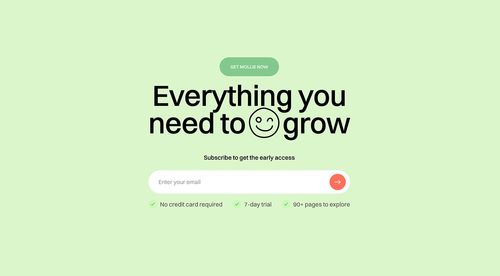 GET MOLLIE NOW
Everything you
need to grow
Subscribe to get the early access
Enter your email
No credit card required 7-day trial 90+ pages to explore